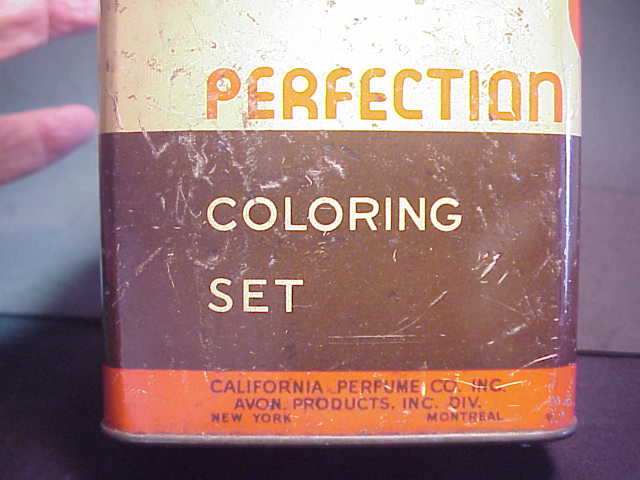 PERFECTION
COLORING
SET
CALIFORNIA PERFUME CO. INC.
AVON PRODUCTS, INC. DIV.
NEW YORK MONTREAL